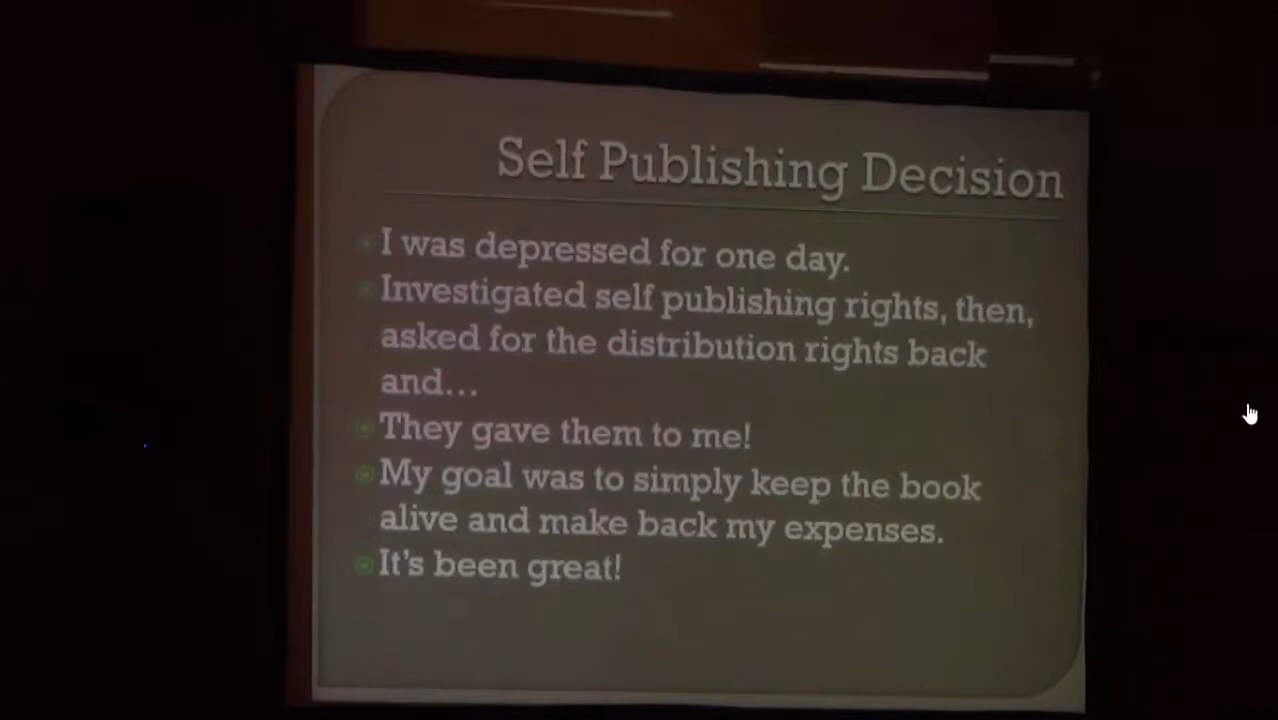 Self Publishing Decision
I was depressed for one day.
Investigated self publishing rights, then,
asked for the distribution rights back
and...
They gave them to me!
My goal was to simply keep the book
alive and make back my expenses.
It's been great!